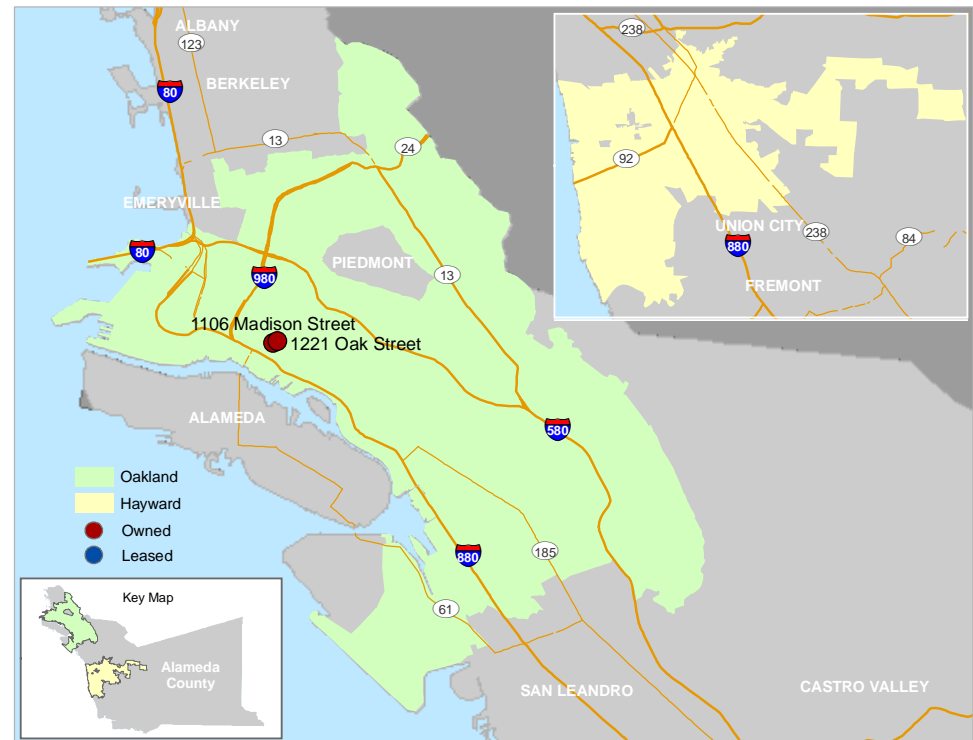 ALBANY
123
BERKELEY
80
13
24
EMERYVILLE
80
980
PIEDMONT
13
1106 Madison Street
1221 Oak Street
ALAMEDA
580
880
185
61
SAN LEANDRO
CASTRO VALLEY
238
92
UNION CITY
238
880
84
FREMONT
Oakland
Hayward
Owned
Leased
Key Map
Alameda
County